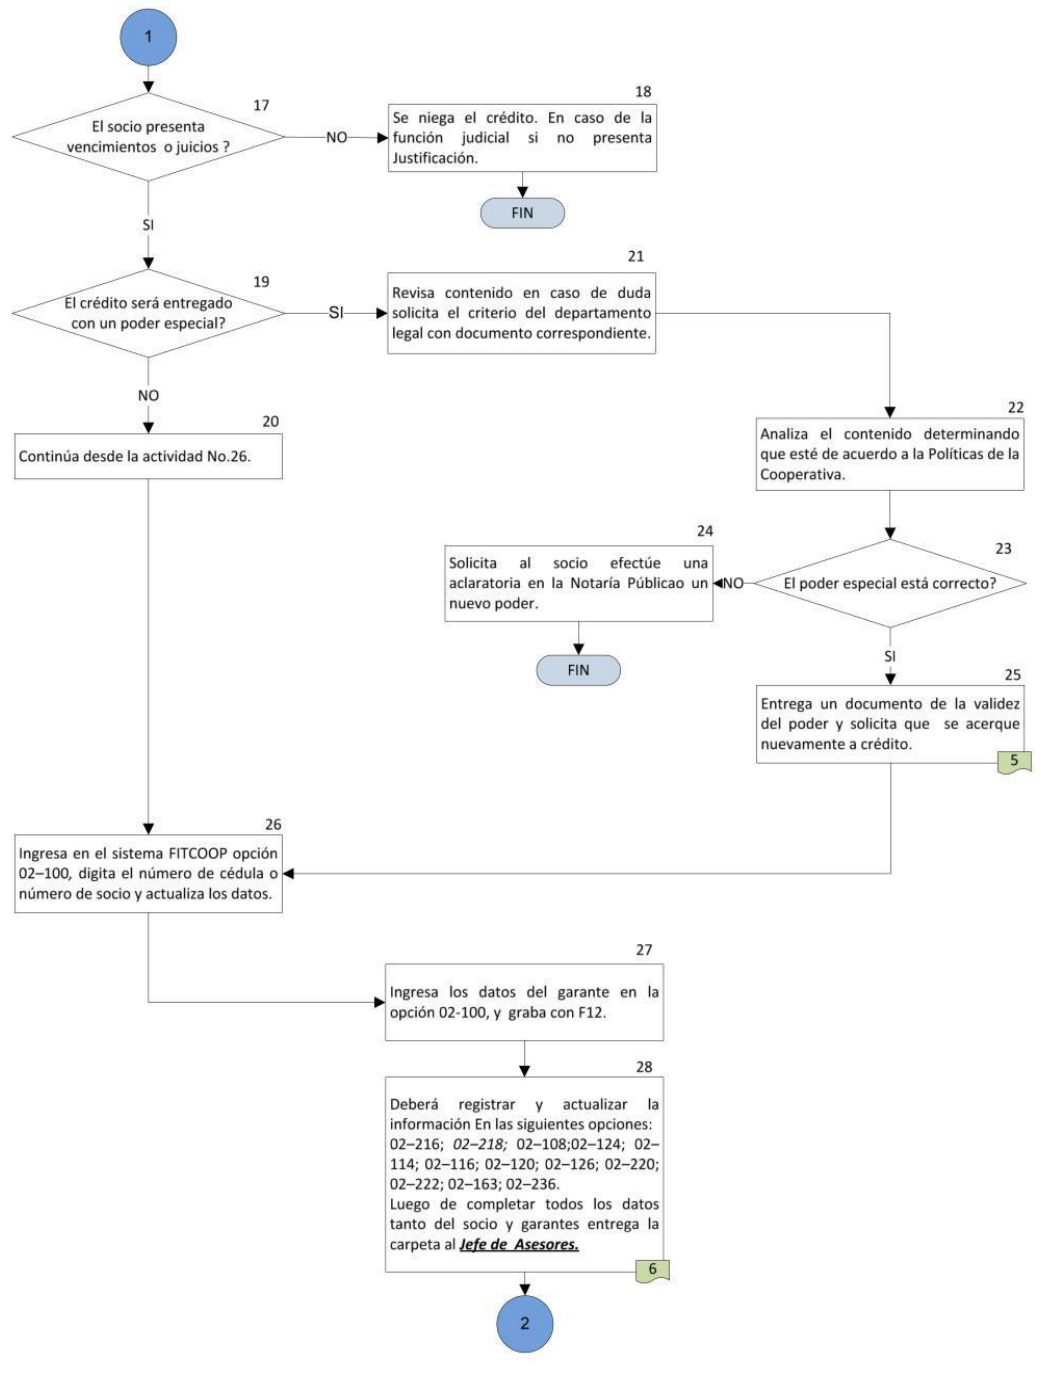 1
17
El socio presenta
vencimientos o juicios ?
NO
18
Se niega el crédito. En caso de la
función judicial si no presenta
Justificación.
FIN
SI
19
El crédito será entregado
con un poder especial?
SI
21
Revisa contenido en caso de duda
solicita el criterio del departamento
legal con documento correspondiente.
NO
20
Continúa desde la actividad No.26.
22
Analiza el contenido determinando
que esté de acuerdo a la Políticas de la
Cooperativa.
23
El poder especial está correcto?
NO
24
Solicita al socio efectúe una
aclaratoria en la Notaría Públicao un
nuevo poder.
FIN
SI
25
Entrega un documento de la validez
del poder y solicita que se acerque
nuevamente a crédito.
5
26
Ingresa en el sistema FITCOOP opción
02–100, digita el número de cédula o
número de socio y actualiza los datos.
27
Ingresa los datos del garante en la
opción 02-100, y graba con F12.
28
Deberá registrar y actualizar la
información En las siguientes opciones:
02–216; 02–218; 02–108;02–124; 02–
114; 02–116; 02–120; 02–126; 02–220;
02–222; 02–163; 02–236.
Luego de completar todos los datos
tanto del socio y garantes entrega la
carpeta al Jefe de Asesores.
6
2